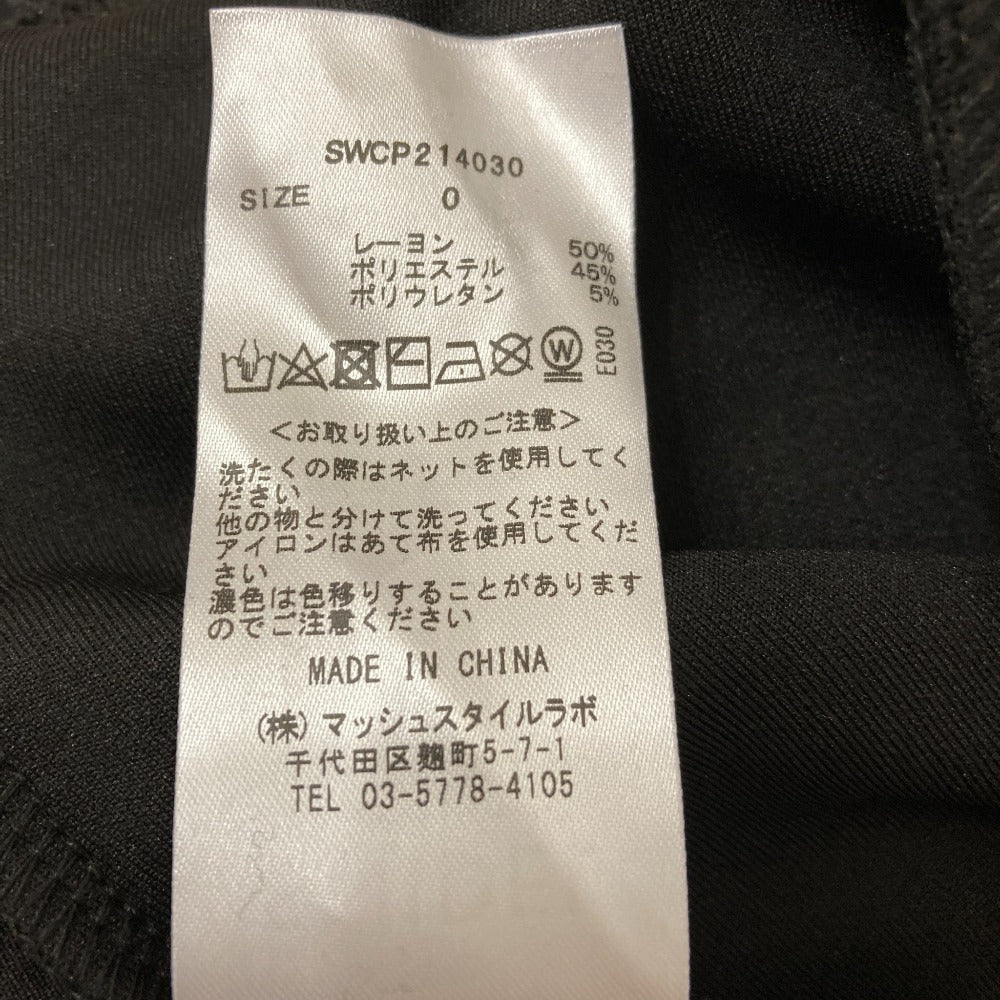 SWCP214030
SIZE 0
レーヨン 50%
ポリエステル 45%
ポリウレタン 5%
W E030
<お取り扱い上のご注意>
洗たくの際はネットを使用してく
ださい
他の物と分けて洗ってください
アイロンはあて布を使用してくだ
さい
濃色は色移りすることがあります
のでご注意ください
MADE IN CHINA
(株)マッシュスタイルラボ
千代田区麹町5-7-1
TEL 03-5778-4105